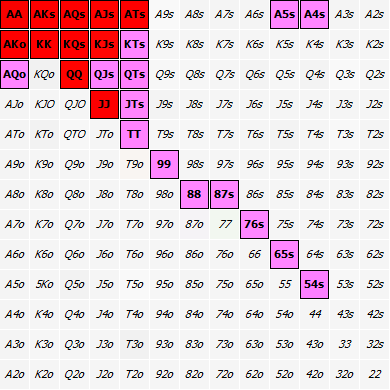 AA AKs AQs AJs ATs A9s A8s A7s A6s A5s A4s A3s A2s
AKo KK KQs KJs KTs K9s K8s K7s K6s K5s K4s K3s K2s
AQo KQo QQ QJs QTs Q9s Q8s Q7s Q6s Q5s Q4s Q3s Q2s
AJo KJO QJO JJ JTs J9s J8s J7s J6s J5s J4s J3s J2s
ATo KTo QTO JTo TT T9s T8s T7s T6s T5s T4s T3s T2s
A9o K9o Q9o J9o T9o 99 98s 97s 96s 95s 94s 93s 92s
A8o K8o Q8o J8o T8o 98o 88 87s 86s 85s 84s 83s 82s
A7o K7o Q7o J7o T7o 97o 87o 77 76s 75s 74s 73s 72s
A6o K6o Q6o J6o T6o 96o 86o 76o 66 65s 64s 63s 62s
A5o 5Ko Q5o J5o T5o 95o 85o 75o 65o 55 54s 53s 52s
A4o K4o Q4o J4o T4o 94o 84o 74o 64o 54o 44 43s 42s
A3o K3o Q3o J3o T3o 93o 83o 73o 63o 53o 43o 33 32s
A2o K2o Q2o J2o T2o 92o 82o 72o 62o 52o 42o 32o 22